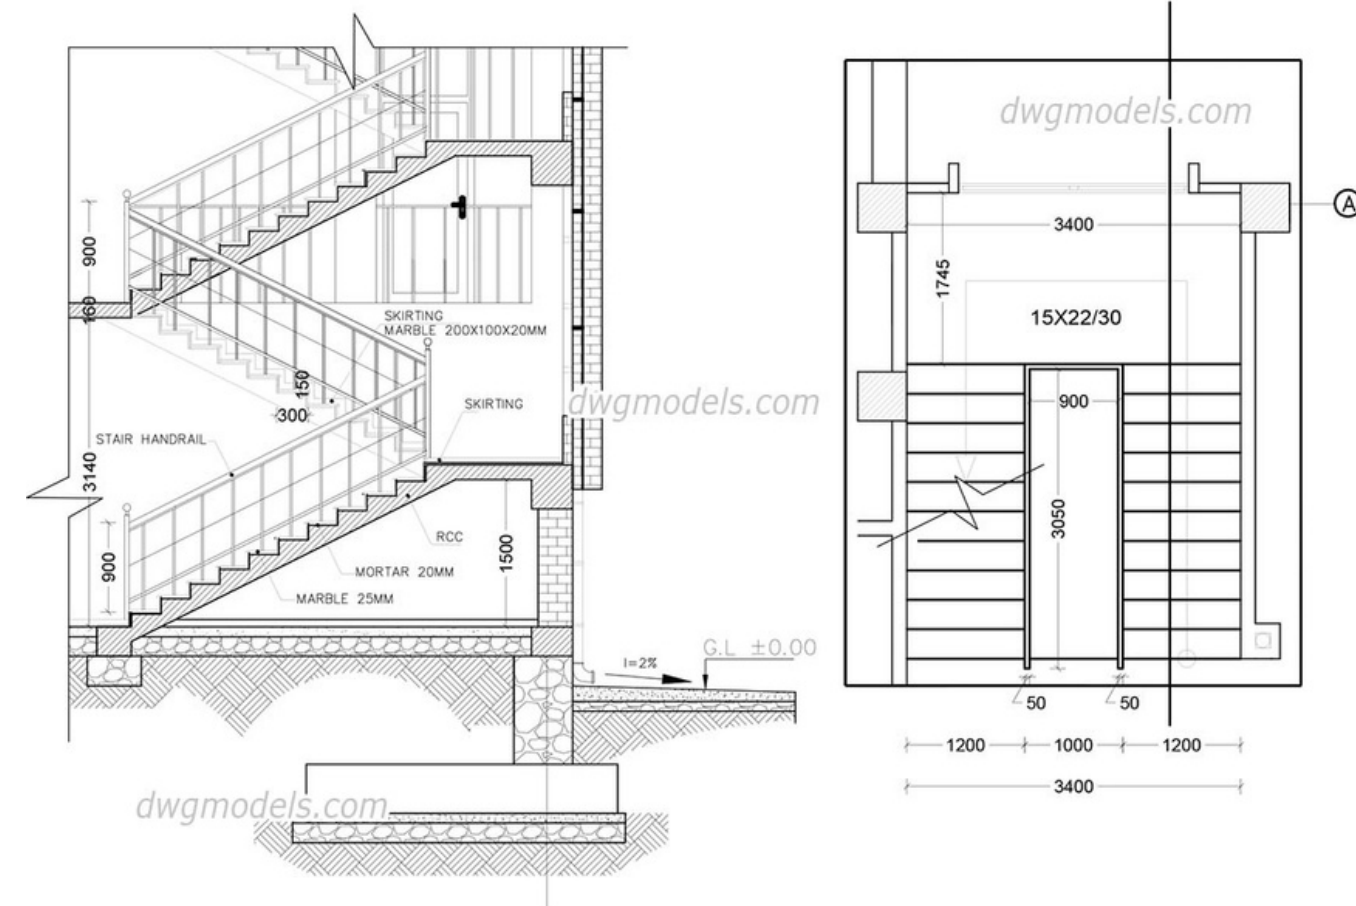 dwgmodels.com
A
900
3400
1745
160
SKIRTING
MARBLE 200X100X20MM
15X22/30
150
300
SKIRTING
dwgmodels.com
900
STAIR HANDRAIL
3140
3050
RCC
1500
900
MORTAR 20MM
MARBLE 25MM
G.L ±0.00
I=2%
50
50
1200
1000
1200
3400
dwgmodels.com